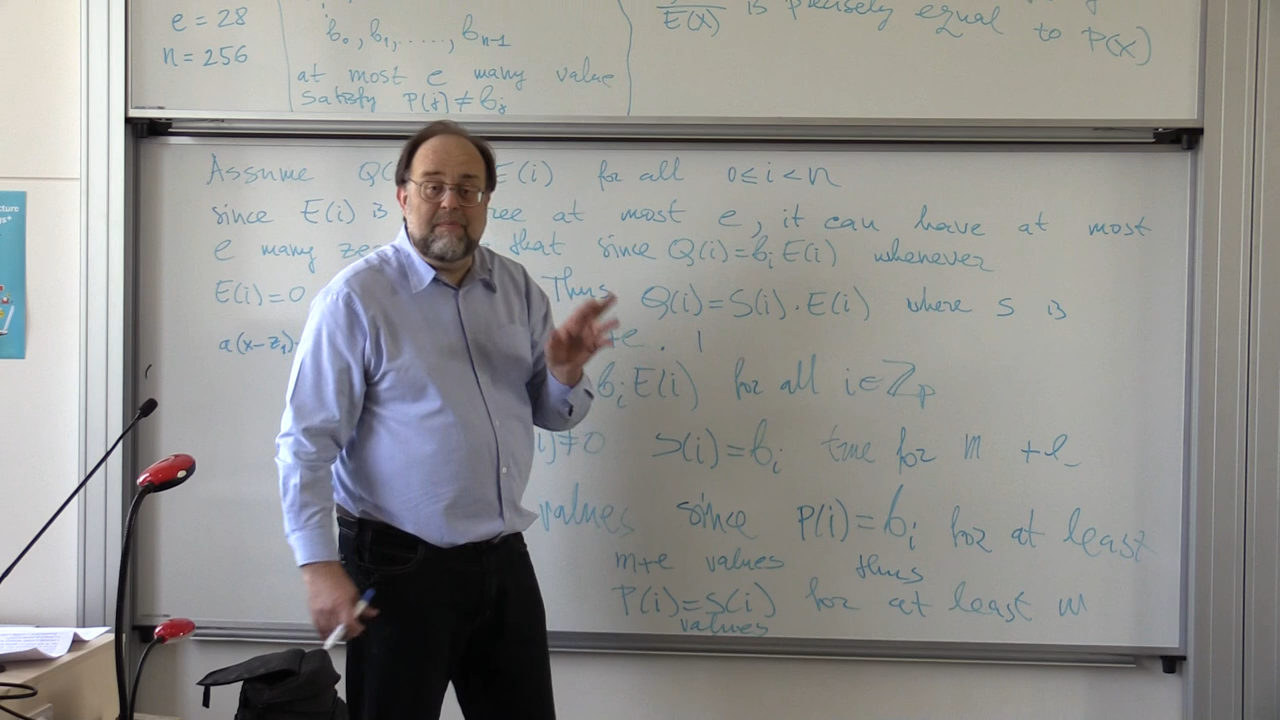 e = 28
n = 256
b₀, b₁, ....., bₙ₋₁
at most e many value
satisfy P(j) ≠ bⱼ
E(X) is precisely equal to P(X)
Assume Q( E(i) for all 0 ≤ i < n
since E(i) is ree at most e, it can have at most
e many ze that since Q(i) = bᵢ E(i) whenever
E(i) = 0 Thus Q(i) = S(i) · E(i) where S is
a(x-z₁) +e.
bᵢ E(i) for all i ∈ ℤₚ
i) ≠ 0 S(i) = bᵢ true for m + e
values since P(i) = bᵢ for at least
m+e values thus
P(i) = S(i) for at least m
values
cture
gs+